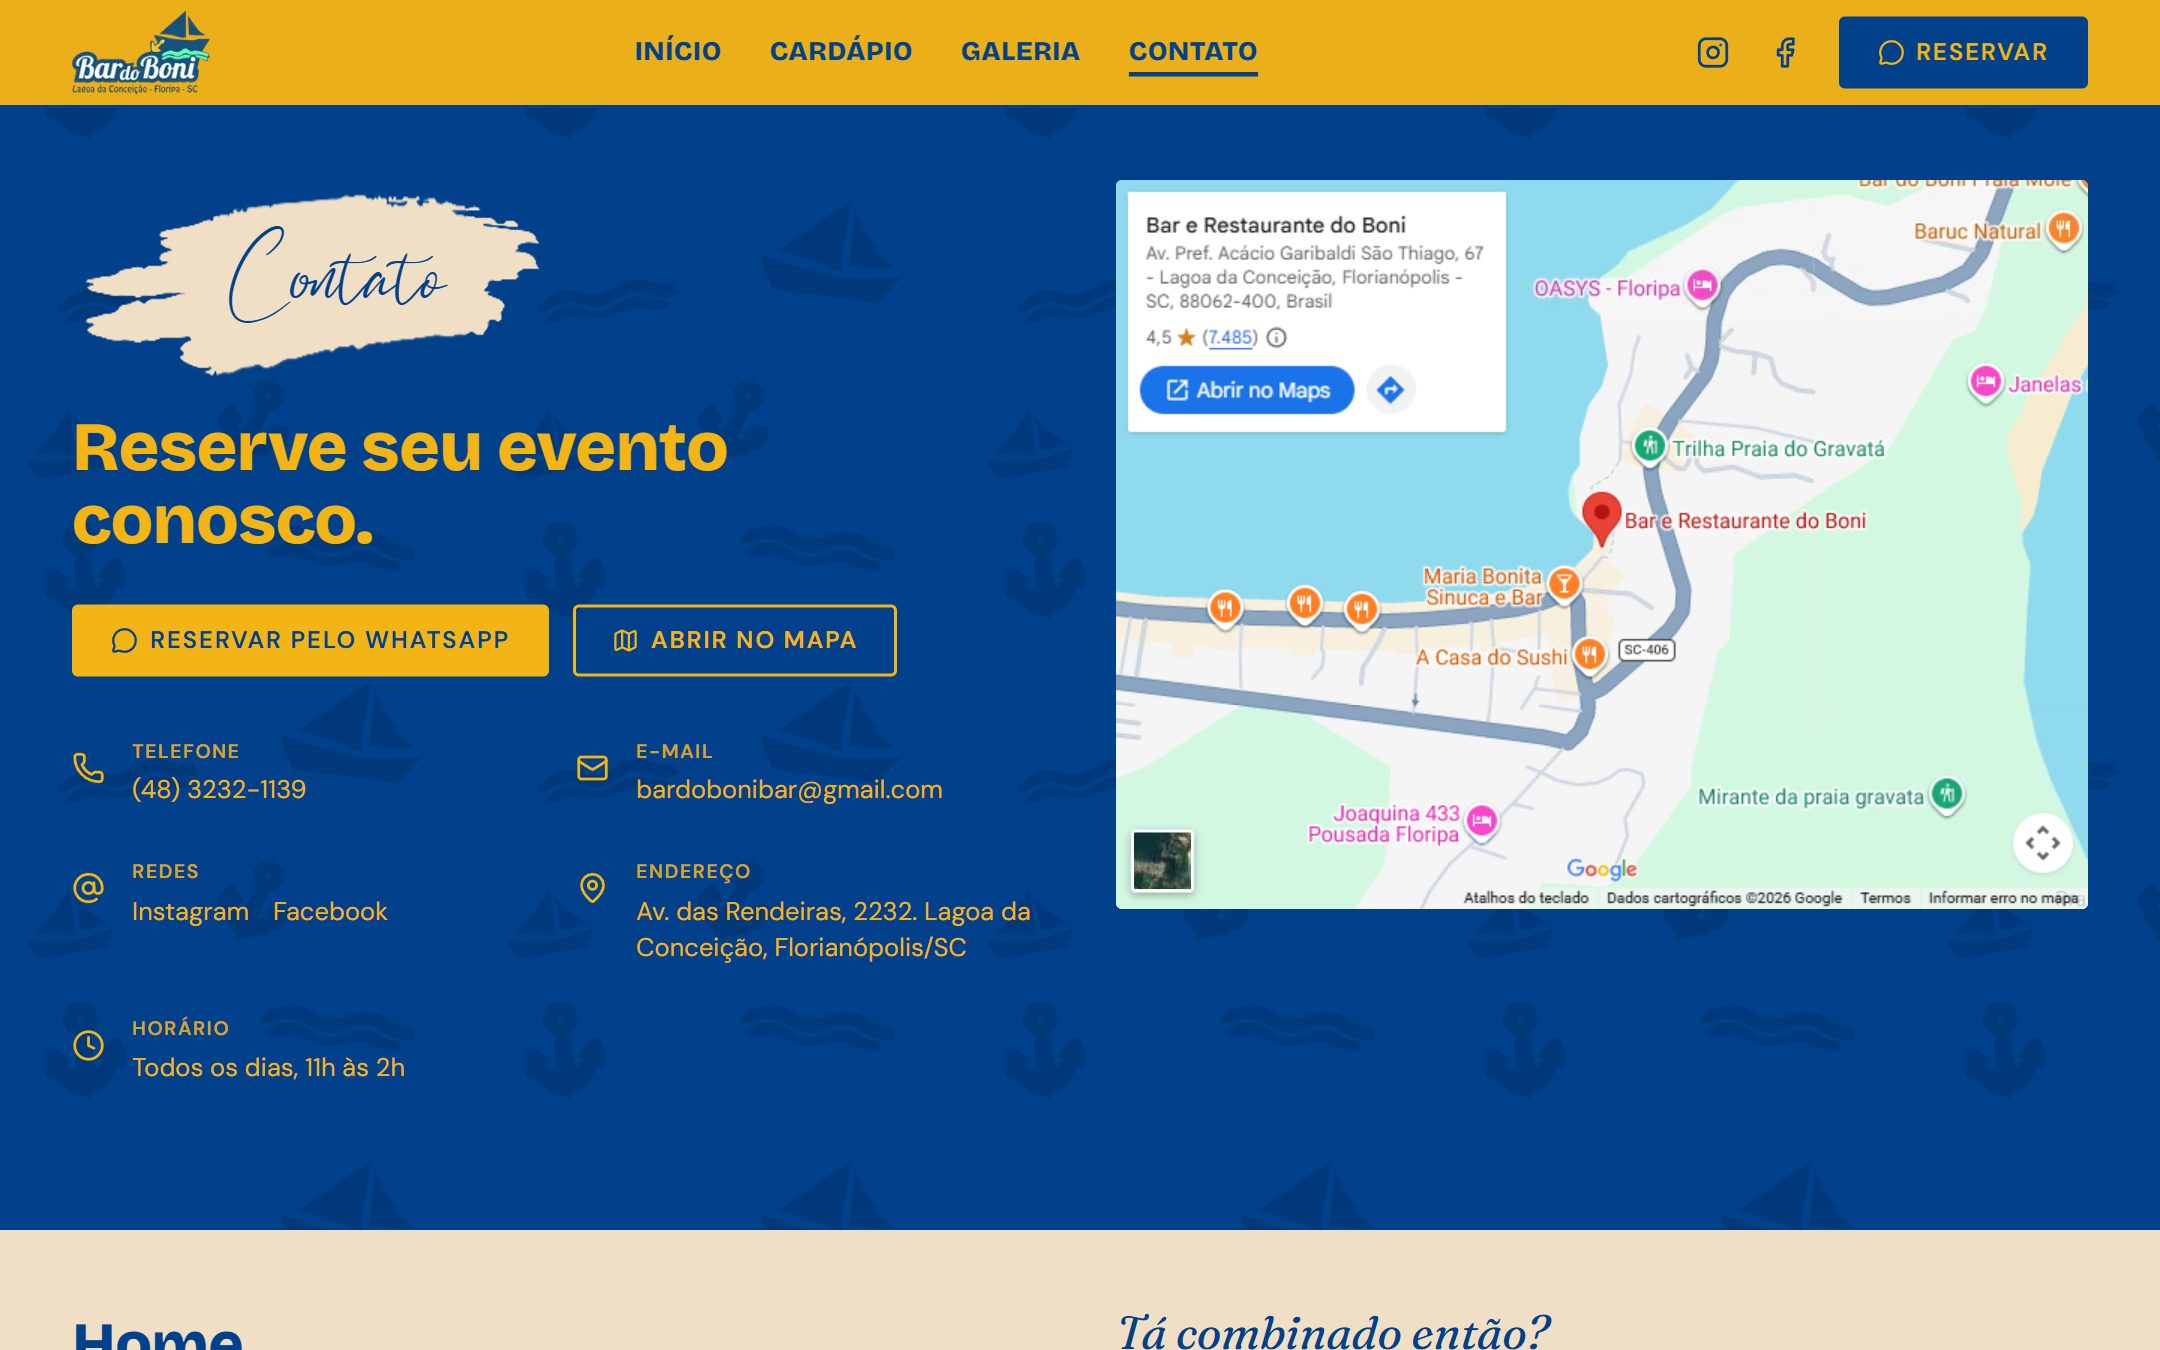 Bar do Boni
Lagoa da Conceição - Floripa - SC
INÍCIO
CARDÁPIO
GALERIA
CONTATO
RESERVAR
Contato
Reserve seu evento
conosco.
RESERVAR PELO WHATSAPP
ABRIR NO MAPA
TELEFONE
(48) 3232-1139
E-MAIL
bardobonibar@gmail.com
REDES
Instagram Facebook
ENDEREÇO
Av. das Rendeiras, 2232. Lagoa da
Conceição, Florianópolis/SC
HORÁRIO
Todos os dias, 11h às 2h
Bar e Restaurante do Boni
Av. Pref. Acácio Garibaldi São Thiago, 67
- Lagoa da Conceição, Florianópolis -
SC, 88062-400, Brasil
4,5 ★ (7.485)
Abrir no Maps
Bar do Boni Praia Mole
Baruc Natural
OASYS - Floripa
Janelas
Trilha Praia do Gravatá
Bar e Restaurante do Boni
Maria Bonita
Sinuca e Bar
A Casa do Sushi
SC-406
Mirante da praia gravata
Joaquina 433
Pousada Floripa
Google
Atalhos do teclado
Dados cartográficos ©2026 Google
Termos
Informar erro no mapa
Home
Tá combinado então?